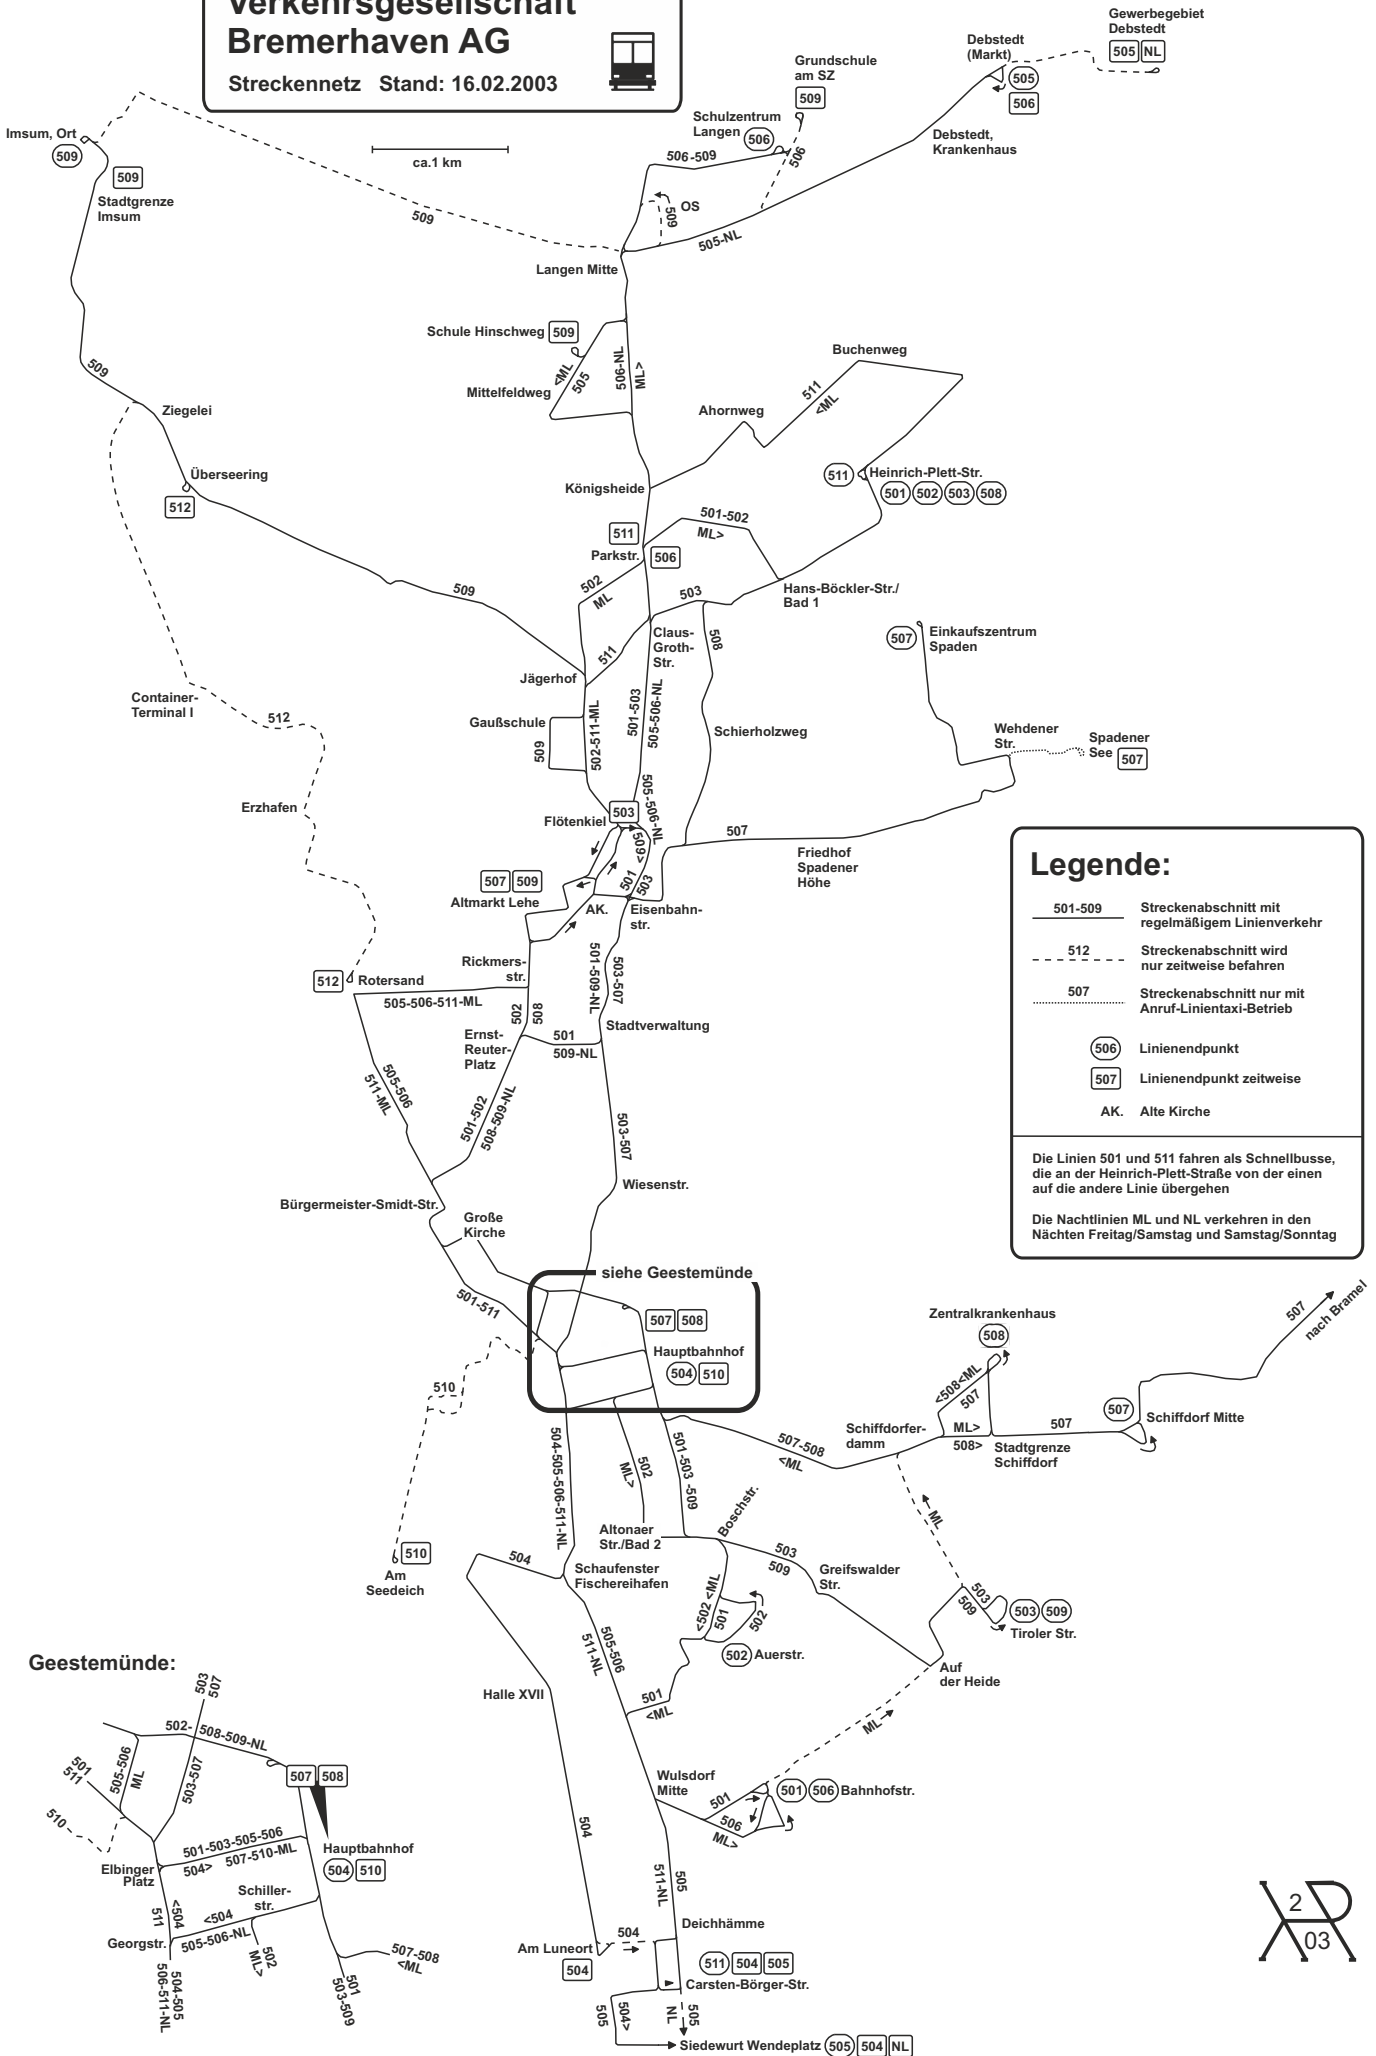 Verkehrsgesellschaft
Bremerhaven AG
Streckennetz Stand: 16.02.2003
Gewerbegebiet
Debstedt
505 NL
Debstedt
(Markt)
505
506
Grundschule
am SZ
509
Schulzentrum
Langen
506
506
506-509
Debstedt,
Krankenhaus
Imsum, Ort
509
509
Stadtgrenze
Imsum
ca.1 km
509
OS
509
505-NL
Langen Mitte
Schule Hinschweg 509
<ML
505
506-NL
ML>
Mittelfeldweg
Buchenweg
511
<ML
Ahornweg
509
Ziegelei
Überseering
512
Königsheide
511
Heinrich-Plett-Str.
501 502 503 508
511
Parkstr.
506
501-502
ML>
502
ML
503
Hans-Böckler-Str./
Bad 1
509
Claus-
Groth-
Str.
508
511
507
Einkaufszentrum
Spaden
Jägerhof
Container-
Terminal I
512
Gaußschule
509
502-511-ML
501-503
505-506-NL
Schierholzweg
Wehdener
Str.
Spadener
See 507
Erzhafen
503
Flötenkiel
505-506-NL
509>
507
Friedhof
Spadener
Höhe
507 509
Altmarkt Lehe
501
503
AK.
Eisenbahn-
str.
Rickmers-
str.
512
Rotersand
505-506-511-ML
501-509-NL
503-507
502
508
Stadtverwaltung
Ernst-
Reuter-
Platz
501
509-NL
505-506
511-ML
501-502
508-509-NL
503-507
Wiesenstr.
Bürgermeister-Smidt-Str.
Große
Kirche
501-511
siehe Geestemünde
507 508
Hauptbahnhof
504 510
Legende:
501-509
Streckenabschnitt mit
regelmäßigem Linienverkehr
512
Streckenabschnitt wird
nur zeitweise befahren
507
Streckenabschnitt nur mit
Anruf-Linientaxi-Betrieb
506 Linienendpunkt
507 Linienendpunkt zeitweise
AK. Alte Kirche
Die Linien 501 und 511 fahren als Schnellbusse,
die an der Heinrich-Plett-Straße von der einen
auf die andere Linie übergehen
Die Nachtlinien ML und NL verkehren in den
Nächten Freitag/Samstag und Samstag/Sonntag
507
nach Bramel
Zentralkrankenhaus
508
<508<ML
507
507
Schiffdorf Mitte
Schiffdorfer-
damm
ML>
508>
507
Stadtgrenze
Schiffdorf
507-508
<ML
510
504-505-506-511-NL
502
ML>
501-503 -509
Boschstr.
ML
510
Am
Seedeich
Altonaer
Str./Bad 2
504
Schaufenster
Fischereihafen
503
509
Greifswalder
Str.
<502 <ML
501
502
502 Auerstr.
503
509
503 509
Tiroler Str.
505-506
511-NL
Auf
der Heide
Halle XVII
501
<ML
ML
Wulsdorf
Mitte
501
506
ML>
501 506 Bahnhofstr.
504
511-NL
505
Deichhämme
504
Am Luneort
504
511 504 505
Carsten-Börger-Str.
505
504>
NL
505
Siedewurt Wendeplatz 505 504 NL
Geestemünde:
503
507
502- 508-509-NL
501
511
505-506
ML
503-507
507 508
510
Hauptbahnhof
504 510
501-503-505-506
504> 507-510-ML
Elbinger
Platz
Schiller-
str.
511
<504
<504
505-506-NL
Georgstr.
502
ML>
507-508
<ML
504-505
506-511-NL
501
503-509
2
03